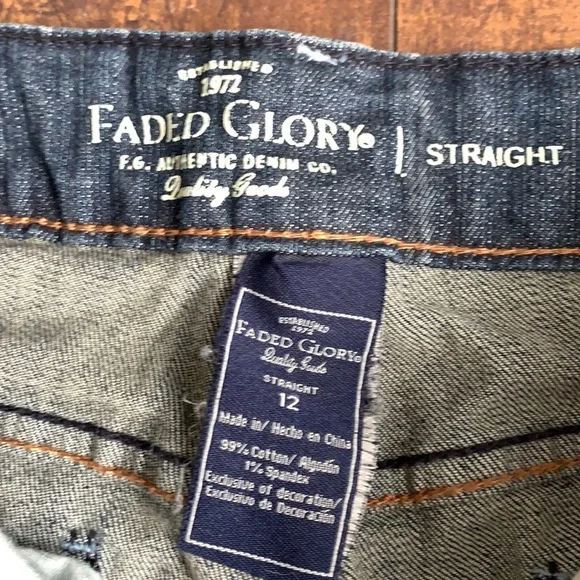 ESTABLISHED
1972
FADED GLORY® | STRAIGHT
F.G. AUTHENTIC DENIM CO.
Quality Goods
ESTABLISHED
1972
FADED GLORY®
Quality Goods
STRAIGHT
12
Made in/ Hecho en China
99% Cotton/ Algodón
1% Spandex
Exclusive of decoration/
Exclusivo de Decoración